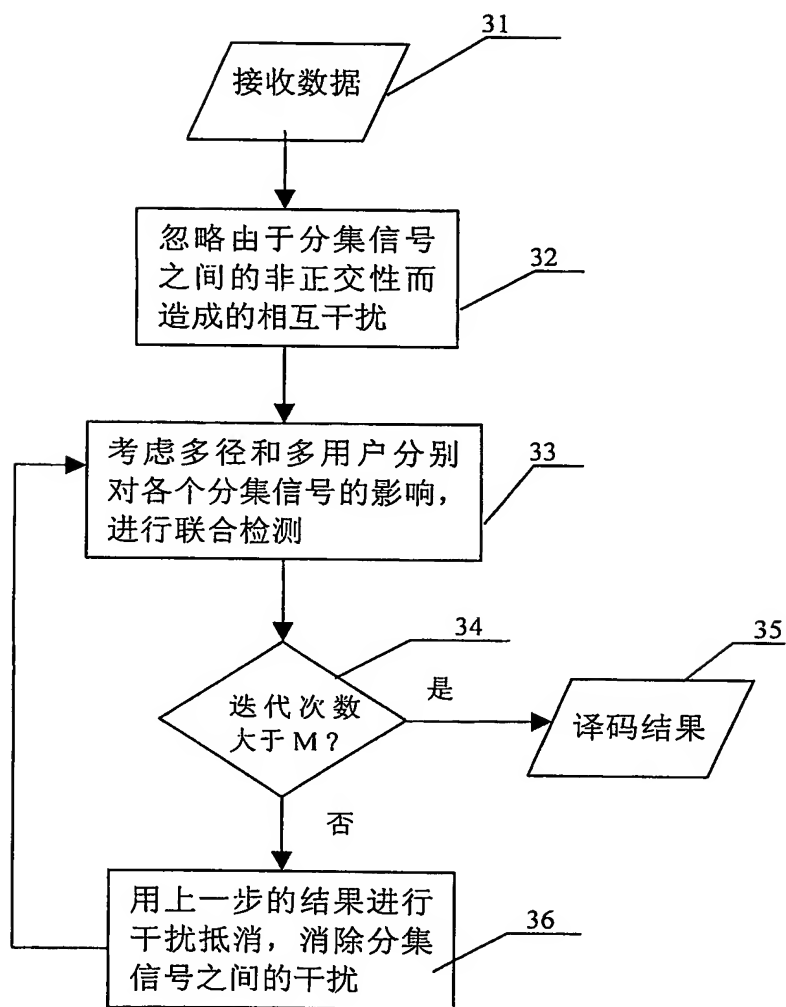 31
接收数据
忽略由于分集信号
之间的非正交性而
造成的相互干扰
32
考虑多径和多用户分别
对各个分集信号的影响，
进行联合检测
33
34
35
迭代次数
大于M？
是
译码结果
否
用上一步的结果进行
干扰抵消，消除分集
信号之间的干扰
36